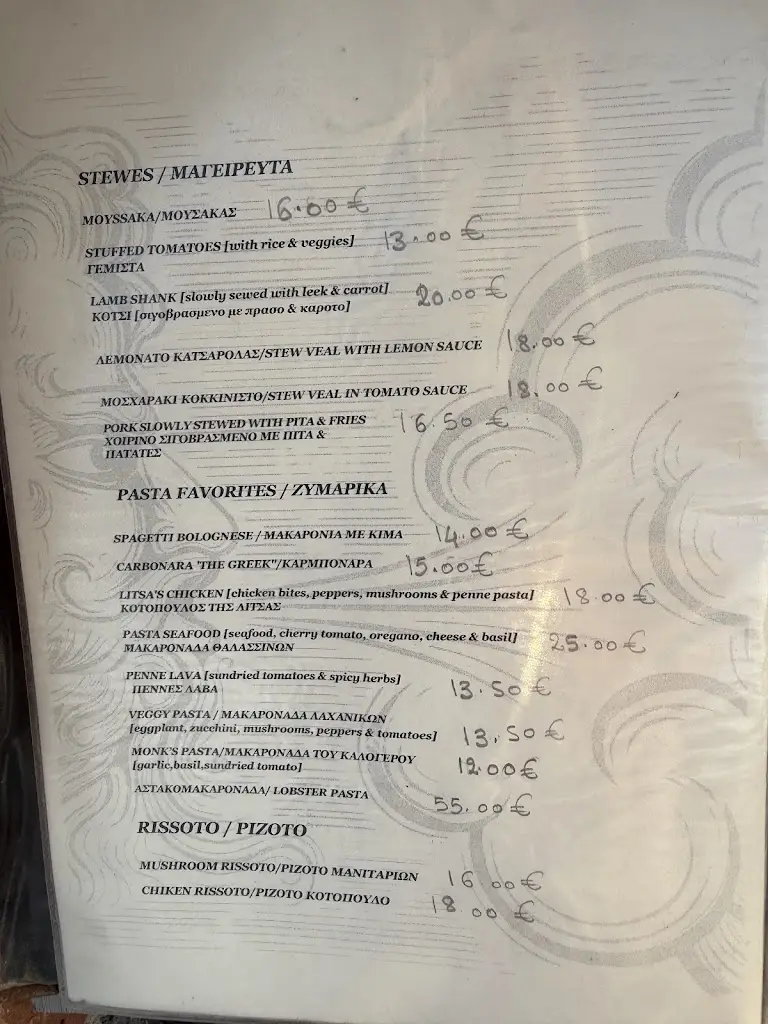 STEWES / ΜΑΓΕΙΡΕΥΤΑ
MOYSSAKA/ΜΟΥΣΑΚΑΣ 16.00 €
STUFFED TOMATOES [with rice & veggies] 13.00 €
ΓΕΜΙΣΤΑ
LAMB SHANK [slowly sewed with leek & carrot] 20.00 €
ΚΟΤΣΙ [σιγοβρασμενο με πρασο & καροτο]
ΛΕΜΟΝΑΤΟ ΚΑΤΣΑΡΟΛΑΣ/STEW VEAL WITH LEMON SAUCE 18.00 €
ΜΟΣΧΑΡΑΚΙ ΚΟΚΚΙΝΙΣΤΟ/STEW VEAL IN TOMATO SAUCE 18.00 €
PORK SLOWLY STEWED WITH PITA & FRIES 16.50 €
ΧΟΙΡΙΝΟ ΣΙΓΟΒΡΑΣΜΕΝΟ ΜΕ ΠΙΤΑ &
ΠΑΤΑΤΕΣ
PASTA FAVORITES / ΖΥΜΑΡΙΚΑ
SPAGETTI BOLOGNESE / ΜΑΚΑΡΟΝΙΑ ΜΕ ΚΙΜΑ 14.00 €
CARBONARA 'THE GREEK"/ΚΑΡΜΠΟΝΑΡΑ 15.00€
LITSA'S CHICKEN [chicken bites, peppers, mushrooms & penne pasta] 18.00 €
ΚΟΤΟΠΟΥΛΟΣ ΤΗΣ ΛΙΤΣΑΣ
PASTA SEAFOOD [seafood, cherry tomato, oregano, cheese & basil] 25.00€
ΜΑΚΑΡΟΝΑΔΑ ΘΑΛΑΣΣΙΝΩΝ
PENNE LAVA [sundried tomatoes & spicy herbs] 13.50 €
ΠΕΝΝΕΣ ΛΑΒΑ
VEGGY PASTA / ΜΑΚΑΡΟΝΑΔΑ ΛΑΧΑΝΙΚΩΝ 13.50 €
[eggplant, zucchini, mushrooms, peppers & tomatoes]
MONK'S PASTA/ΜΑΚΑΡΟΝΑΔΑ ΤΟΥ ΚΑΛΟΓΕΡΟΥ 12.00€
[garlic,basil,sundried tomato]
ΑΣΤΑΚΟΜΑΚΑΡΟΝΑΔΑ/ LOBSTER PASTA 55.00 €
RISSOTO / ΡΙΖΟΤΟ
MUSHROOM RISSOTO/ΡΙΖΟΤΟ ΜΑΝΙΤΑΡΙΩΝ 16.00 €
CHIKEN RISSOTO/ΡΙΖΟΤΟ ΚΟΤΟΠΟΥΛΟ 18.00 €